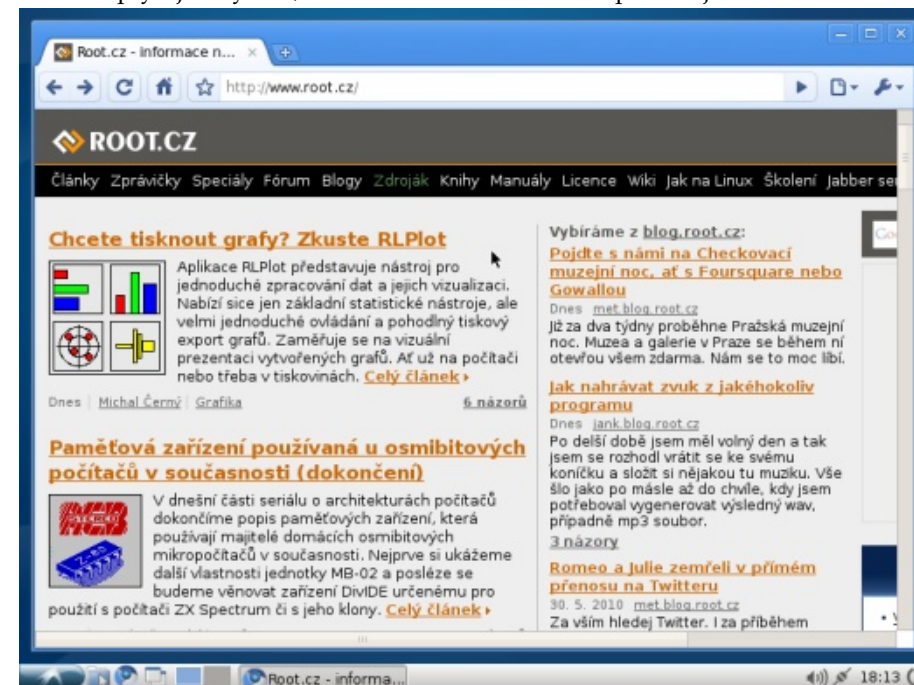 Root.cz - informace n...
http://www.root.cz/
ROOT.CZ
Články Zprávičky Speciály Fórum Blogy Zdroják Knihy Manuály Licence Wiki Jak na Linux Školení Jabber ser
Chcete tisknout grafy? Zkuste RLPlot
Aplikace RLPlot představuje nástroj pro
jednoduché zpracování dat a jejich vizualizaci.
Nabízí sice jen základní statistické nástroje, ale
velmi jednoduché ovládání a pohodlný tiskový
export grafů. Zaměřuje se na vizuální
prezentaci vytvořených grafů. Ať už na počítači
nebo třeba v tiskovinách. Celý článek
Dnes | Michal Černý | Grafika
6 názorů
Paměťová zařízení používaná u osmibitových
počítačů v současnosti (dokončení)
STEREO
Z-80
V dnešní části seriálu o architekturách počítačů
dokončíme popis paměťových zařízení, která
používají majitelé domácích osmibitových
mikropočítačů v současnosti. Nejprve si ukážeme
další vlastnosti jednotky MB-02 a posléze se
budeme věnovat zařízení DivIDE určenému pro
použití s počítači ZX Spectrum či s jeho klony. Celý článek
Vybíráme z blog.root.cz:
Pojďte s námi na Checkovací
muzejní noc, ať s Foursquare nebo
Gowallou
Dnes met.blog.root.cz
Již za dva týdny proběhne Pražská muzejní
noc. Muzea a galerie v Praze se během ní
otevřou všem zdarma. Nám se to moc líbí.
Jak nahrávat zvuk z jakéhokoliv
programu
Dnes jank.blog.root.cz
Po delší době jsem měl volný den a tak
jsem se rozhodl vrátit se ke svému
koníčku a složit si nějakou tu muziku. Vše
šlo jako po másle až do chvíle, kdy jsem
potřeboval vygenerovat výsledný wav,
případně mp3 soubor.
3 názory
Romeo a Julie zemřeli v přímém
přenosu na Twitteru
30. 5. 2010 met.blog.root.cz
Za vším hledej Twitter. I za příběhem
Root.cz - informa...
18:13